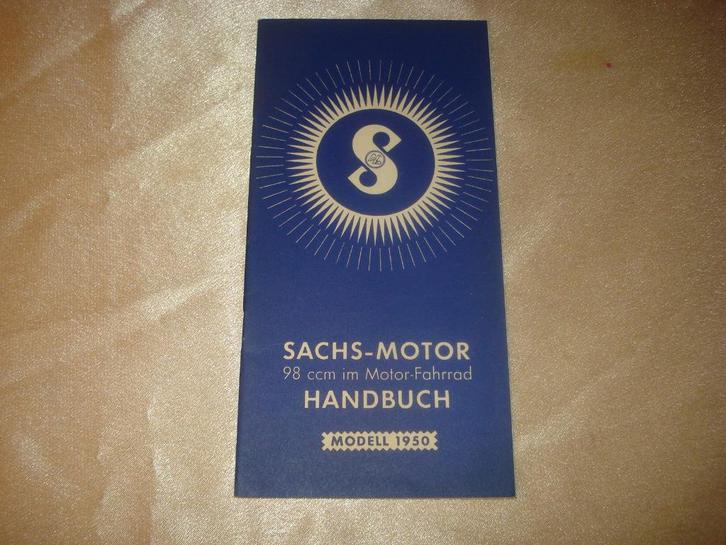 S
SACHS-MOTOR
98 ccm im Motor-Fahrrad
HANDBUCH
MODELL 1950